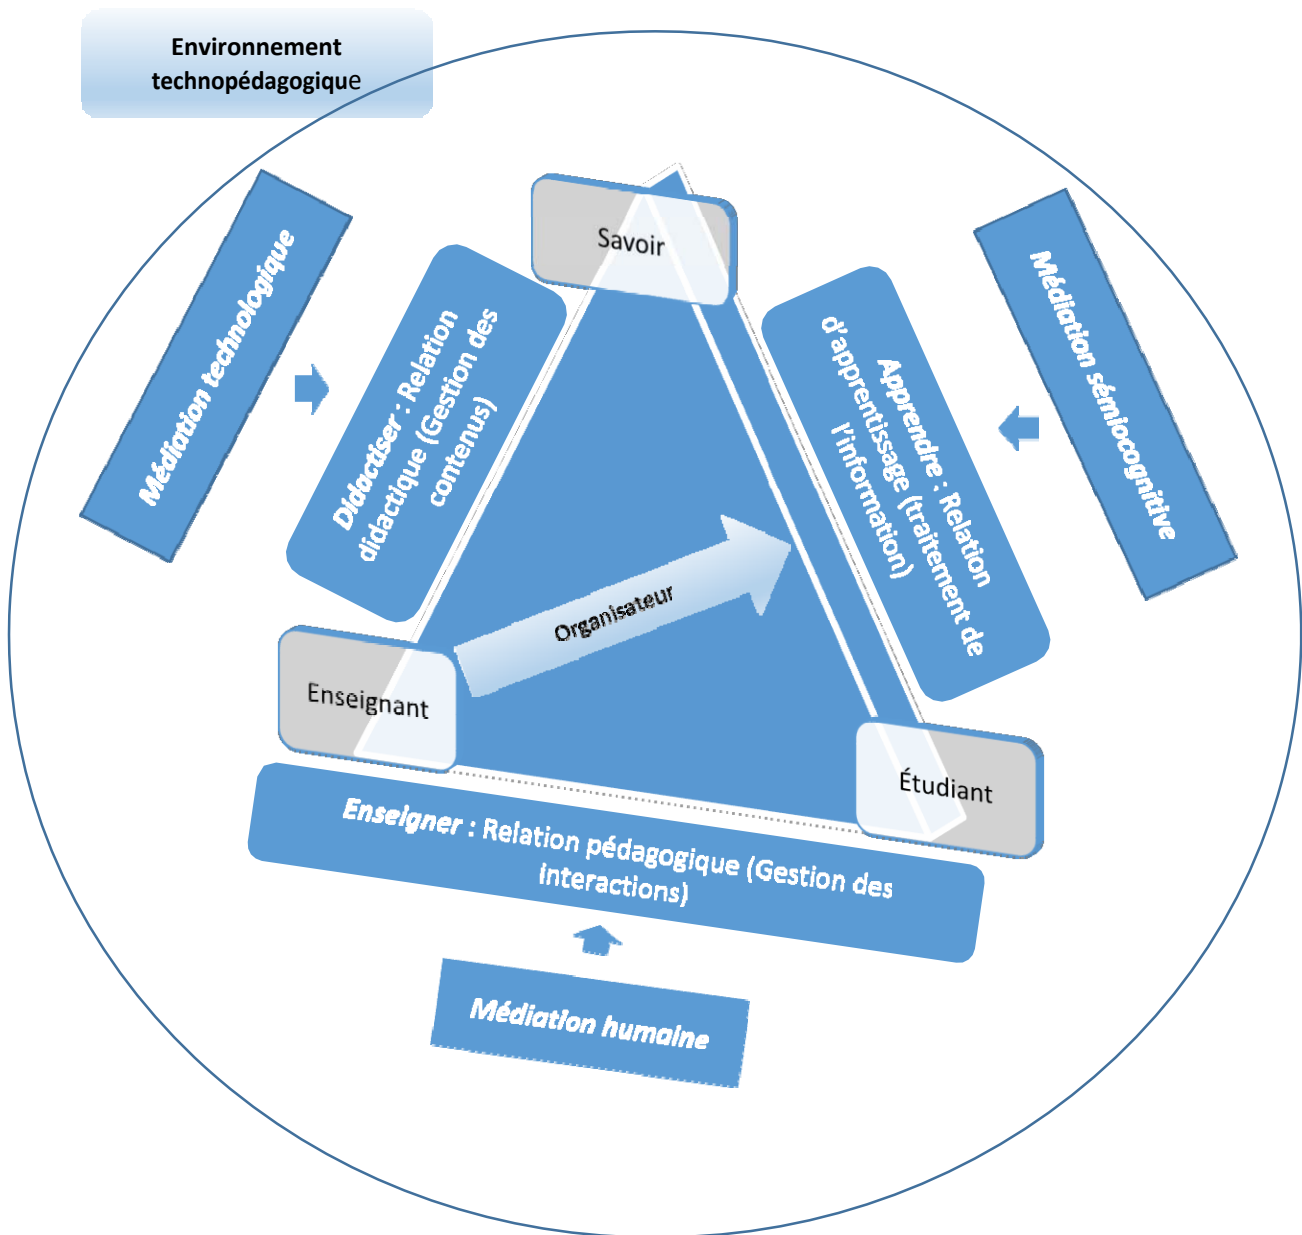 Environnement
technopédagogique
Savoir
Médiation technologique
Didactiser : Relation
didactique (Gestion des
contenus)
Apprendre : Relation
d'apprentissage (traitement de
l'information)
Médiation sémiocognitive
Organisateur
Enseignant
Étudiant
Enseigner : Relation pédagogique (Gestion des
interactions)
Médiation humaine